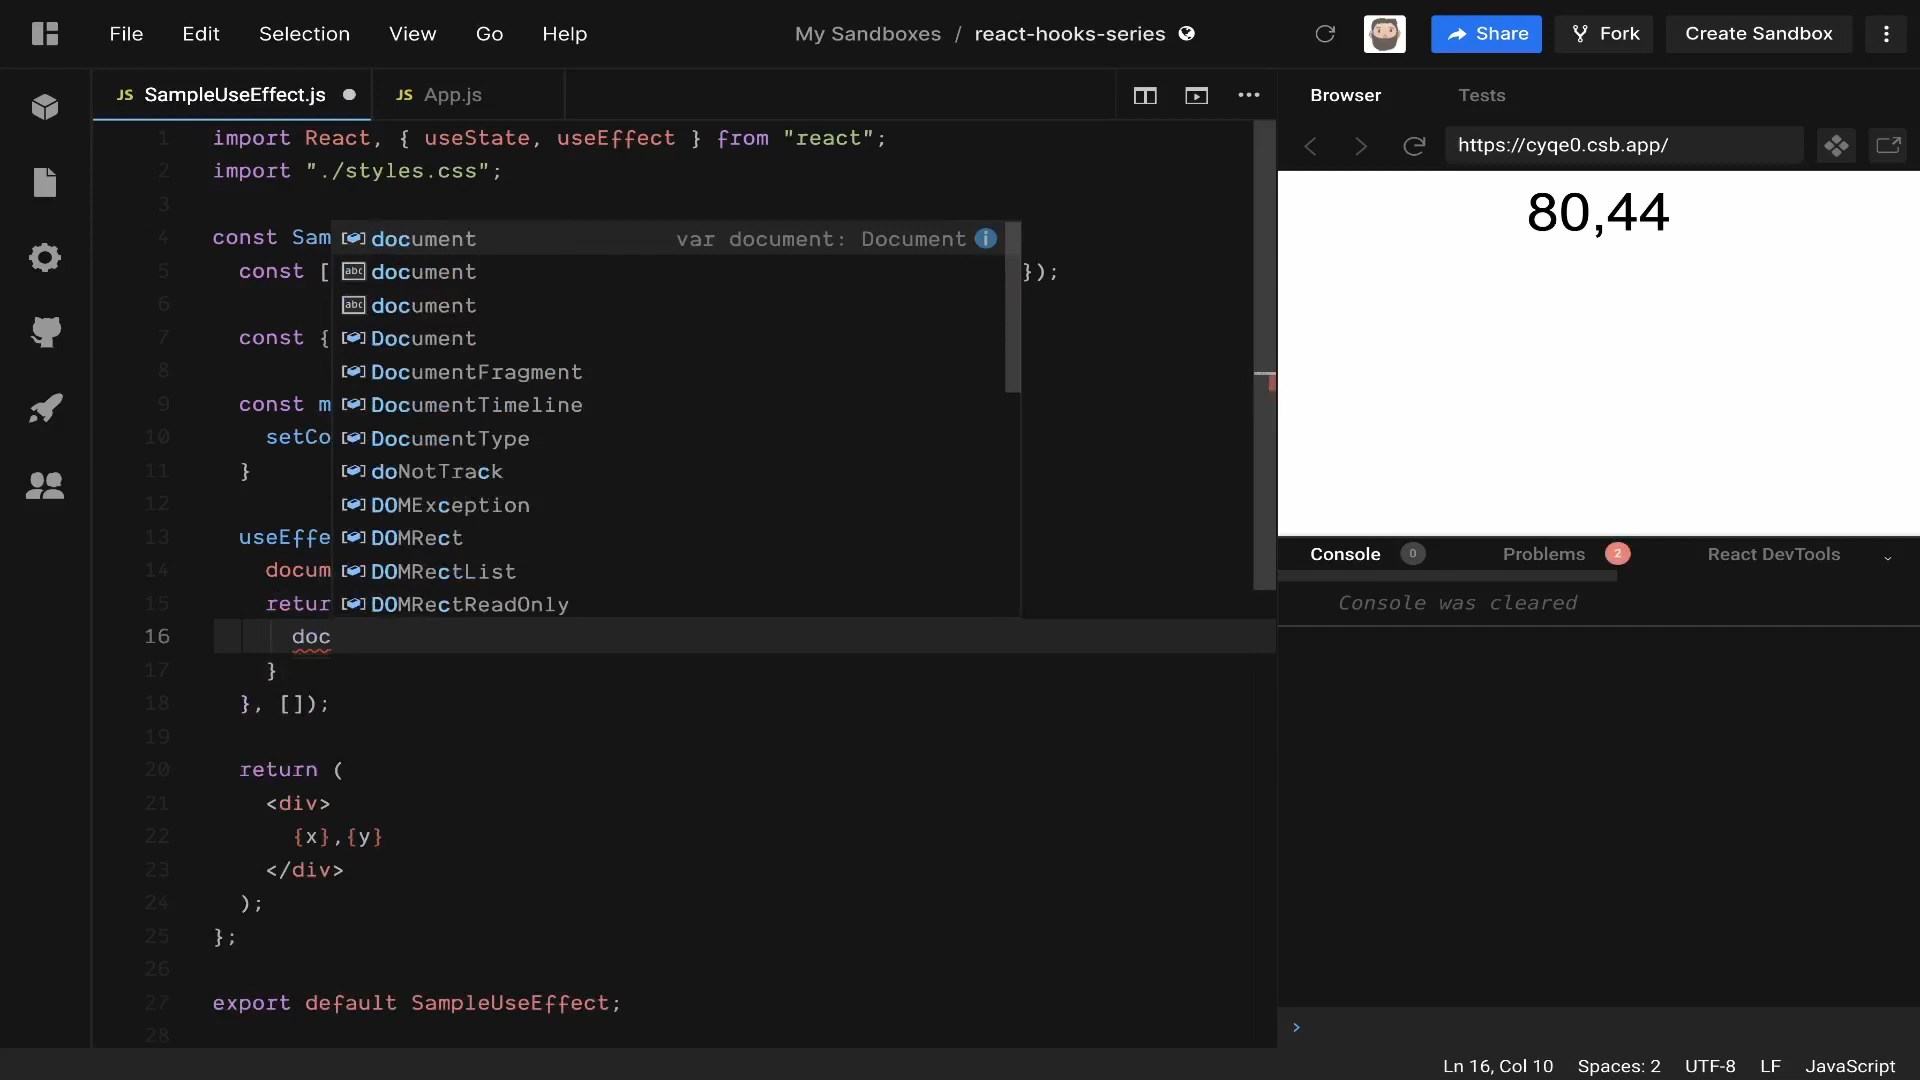 File Edit Selection View Go Help My Sandboxes / react-hooks-series Share Fork Create Sandbox
JS SampleUseEffect.js JS App.js
Browser Tests
https://cyqe0.csb.app/
80,44
1 import React, { useState, useEffect } from "react";
2 import "./styles.css";
3
4 const Sam
5 const [ });
6
7 const {
8
9 const m
10 setCo
11 }
12
13 useEffe
14 docum
15 retur
16 doc
17 }
18 }, []);
19
20 return (
21 <div>
22 {x},{y}
23 </div>
24 );
25 };
26
27 export default SampleUseEffect;
28
document var document: Document i
abc document
abc document
Document
DocumentFragment
DocumentTimeline
DocumentType
doNotTrack
DOMException
DOMRect
DOMRectList
DOMRectReadOnly
Console 0 Problems 2 React DevTools
Console was cleared
>
Ln 16, Col 10 Spaces: 2 UTF-8 LF JavaScript